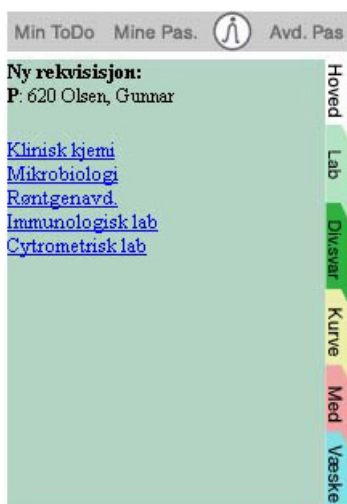 Min ToDo Mine Pas. Avd. Pas
Ny rekvisisjon:
P: 620 Olsen, Gunnar
Klinisk kjemi
Mikrobiologi
Røntgenavd.
Immunologisk lab
Cytrometrisk lab
Hoved
Lab
Div.svar
Kurve
Med
Væske